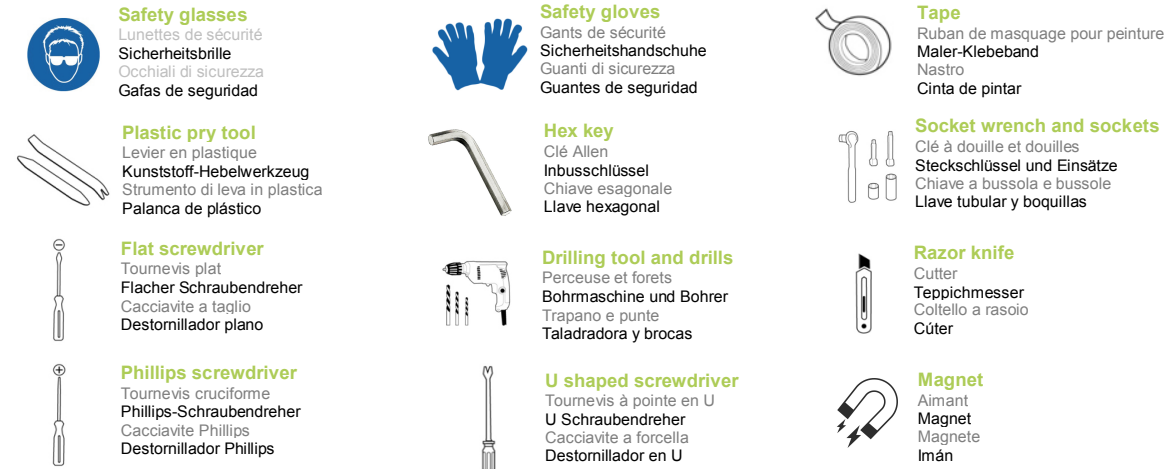 Safety glasses
Lunettes de sécurité
Sicherheitsbrille
Occhiali di sicurezza
Gafas de seguridad
Safety gloves
Gants de sécurité
Sicherheitshandschuhe
Guanti di sicurezza
Guantes de seguridad
Tape
Ruban de masquage pour peinture
Maler-Klebeband
Nastro
Cinta de pintar
Plastic pry tool
Levier en plastique
Kunststoff-Hebelwerkzeug
Strumento di leva in plastica
Palanca de plástico
Hex key
Clé Allen
Inbusschlüssel
Chiave esagonale
Llave hexagonal
Socket wrench and sockets
Clé à douille et douilles
Steckschlüssel und Einsätze
Chiave a bussola e bussole
Llave tubular y boquillas
Flat screwdriver
Tournevis plat
Flacher Schraubendreher
Cacciavite a taglio
Destornillador plano
Drilling tool and drills
Perceuse et forets
Bohrmaschine und Bohrer
Trapano e punte
Taladradora y brocas
Razor knife
Cutter
Teppichmesser
Coltello a rasoio
Cúter
Phillips screwdriver
Tournevis cruciforme
Phillips-Schraubendreher
Cacciavite Phillips
Destornillador Phillips
U shaped screwdriver
Tournevis à pointe en U
U Schraubendreher
Cacciavite a forcella
Destornillador en U
Magnet
Aimant
Magnet
Magnete
Imán